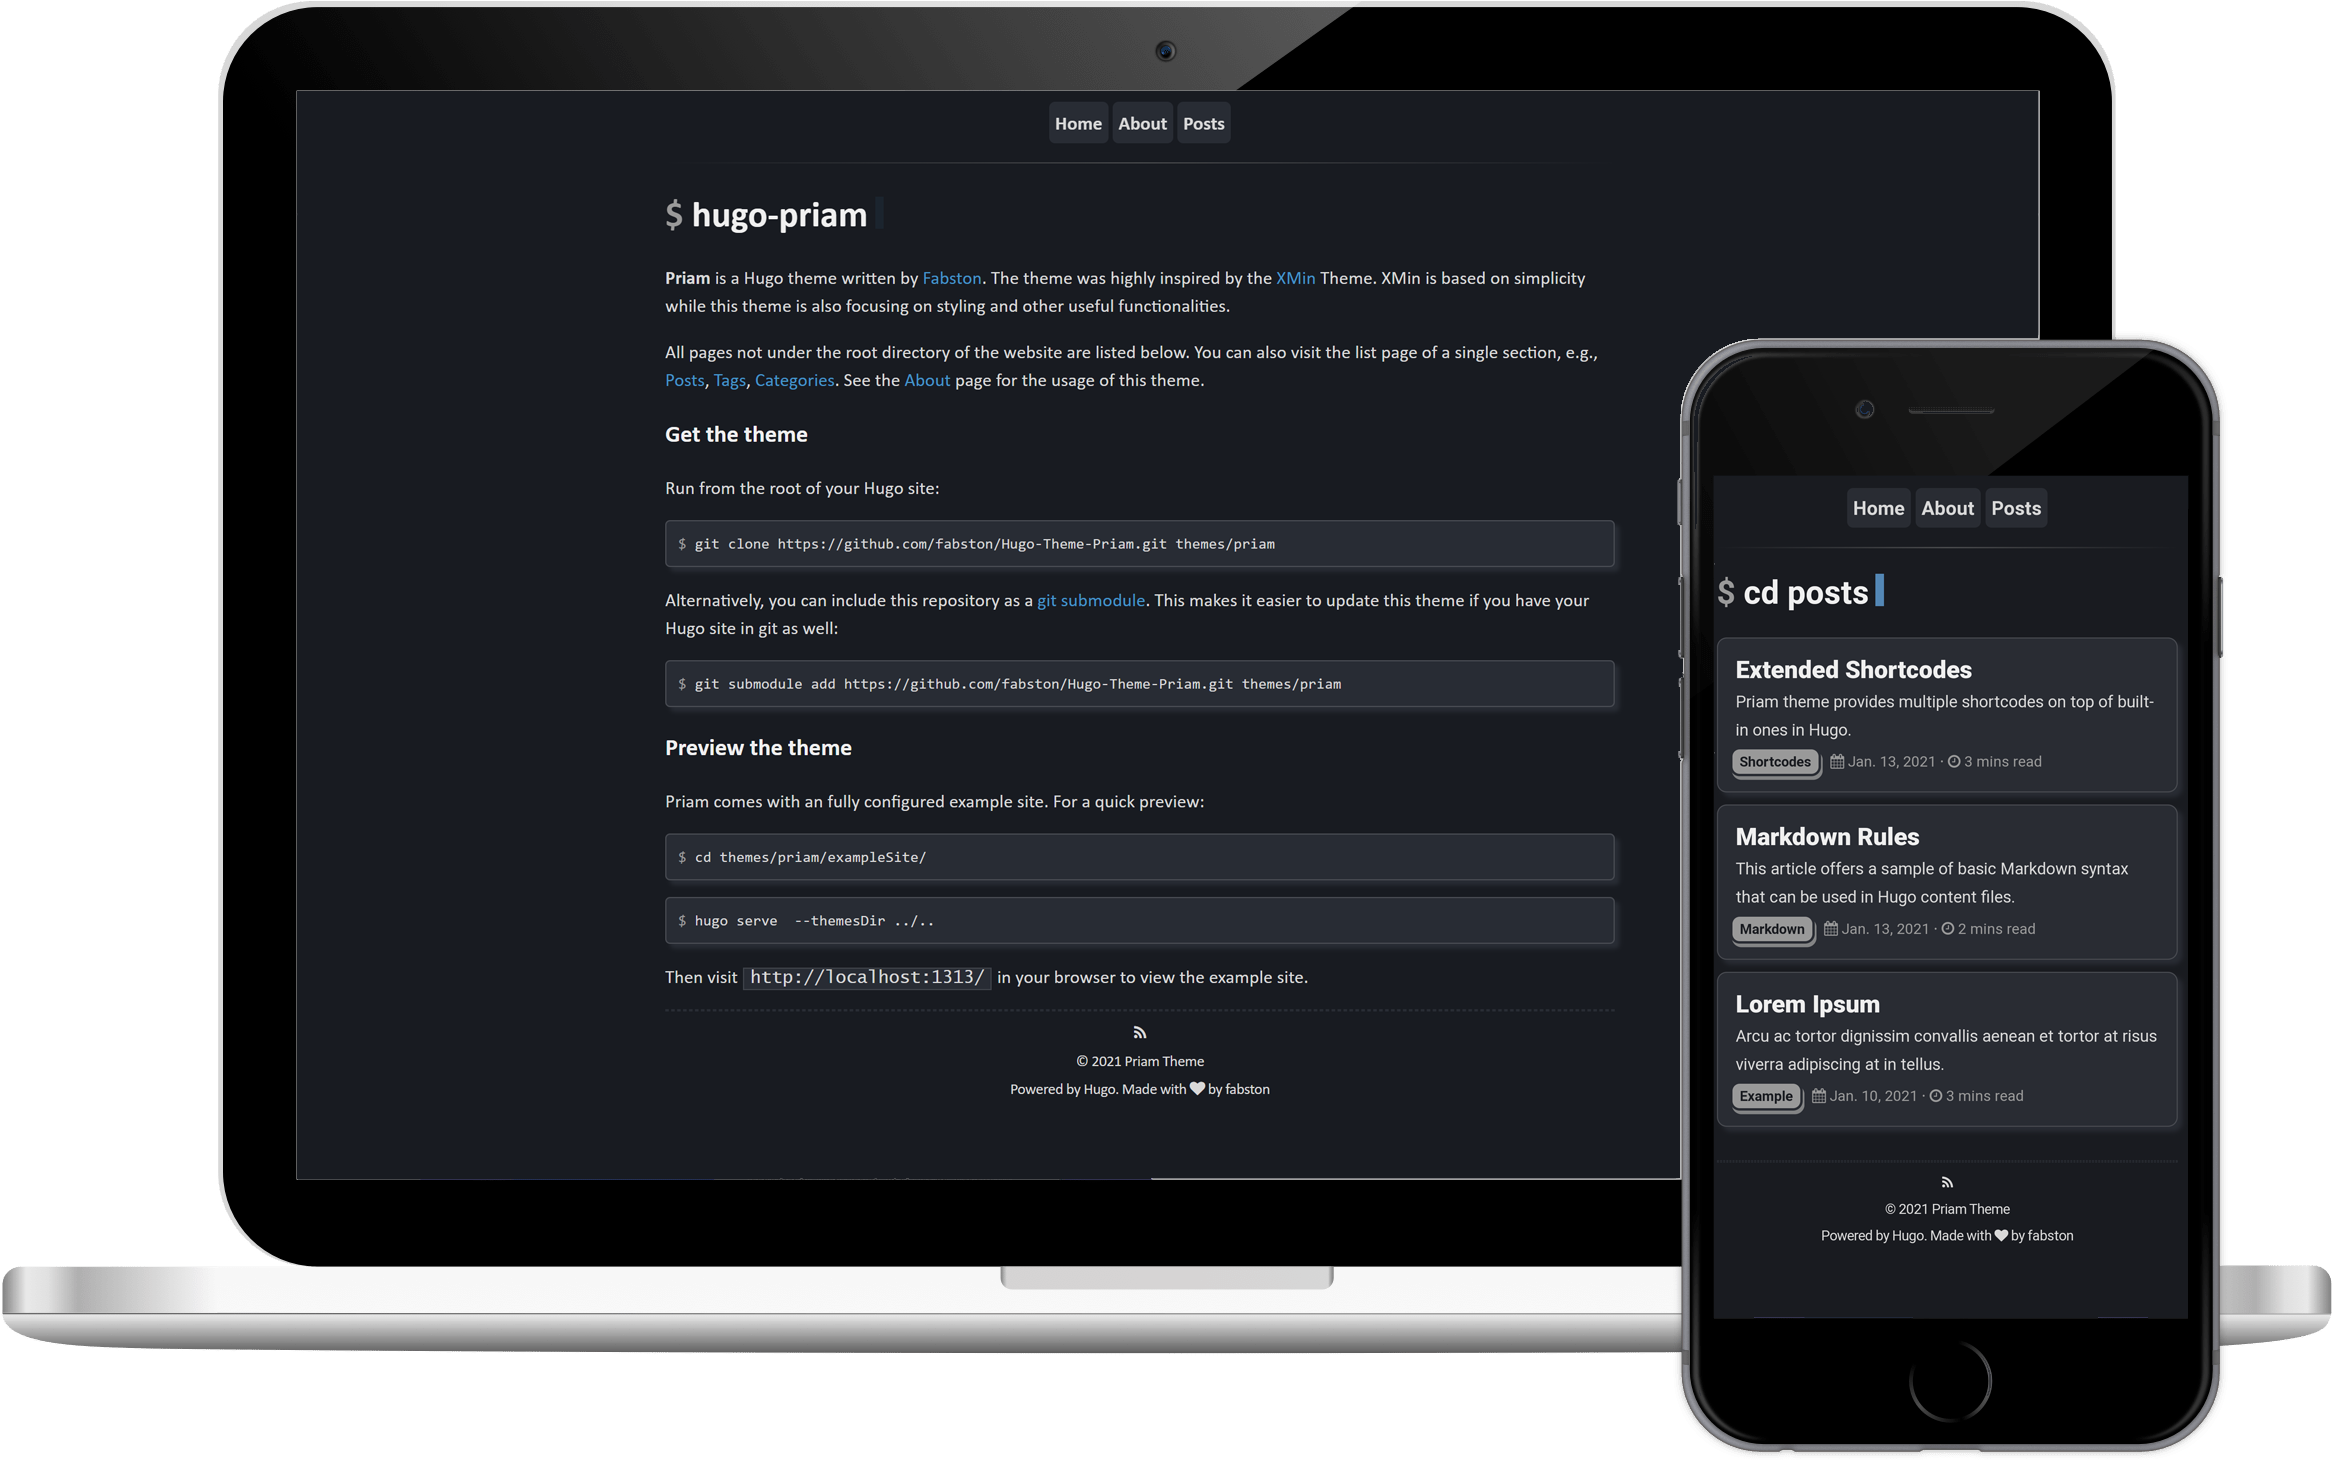 Home About Posts
$ hugo-priam
Priam is a Hugo theme written by Fabston. The theme was highly inspired by the XMin Theme. XMin is based on simplicity
while this theme is also focusing on styling and other useful functionalities.
All pages not under the root directory of the website are listed below. You can also visit the list page of a single section, e.g.,
Posts, Tags, Categories. See the About page for the usage of this theme.
Get the theme
Run from the root of your Hugo site:
$ git clone https://github.com/fabston/Hugo-Theme-Priam.git themes/priam
Alternatively, you can include this repository as a git submodule. This makes it easier to update this theme if you have your
Hugo site in git as well:
$ git submodule add https://github.com/fabston/Hugo-Theme-Priam.git themes/priam
Preview the theme
Priam comes with an fully configured example site. For a quick preview:
$ cd themes/priam/exampleSite/
$ hugo serve  --themesDir ../..
Then visit http://localhost:1313/ in your browser to view the example site.
© 2021 Priam Theme
Powered by Hugo. Made with ♥ by fabston
Home About Posts
$ cd posts
Extended Shortcodes
Priam theme provides multiple shortcodes on top of built-
in ones in Hugo.
Shortcodes Jan. 13, 2021 · 3 mins read
Markdown Rules
This article offers a sample of basic Markdown syntax
that can be used in Hugo content files.
Markdown Jan. 13, 2021 · 2 mins read
Lorem Ipsum
Arcu ac tortor dignissim convallis aenean et tortor at risus
viverra adipiscing at in tellus.
Example Jan. 10, 2021 · 3 mins read
© 2021 Priam Theme
Powered by Hugo. Made with ♥ by fabston